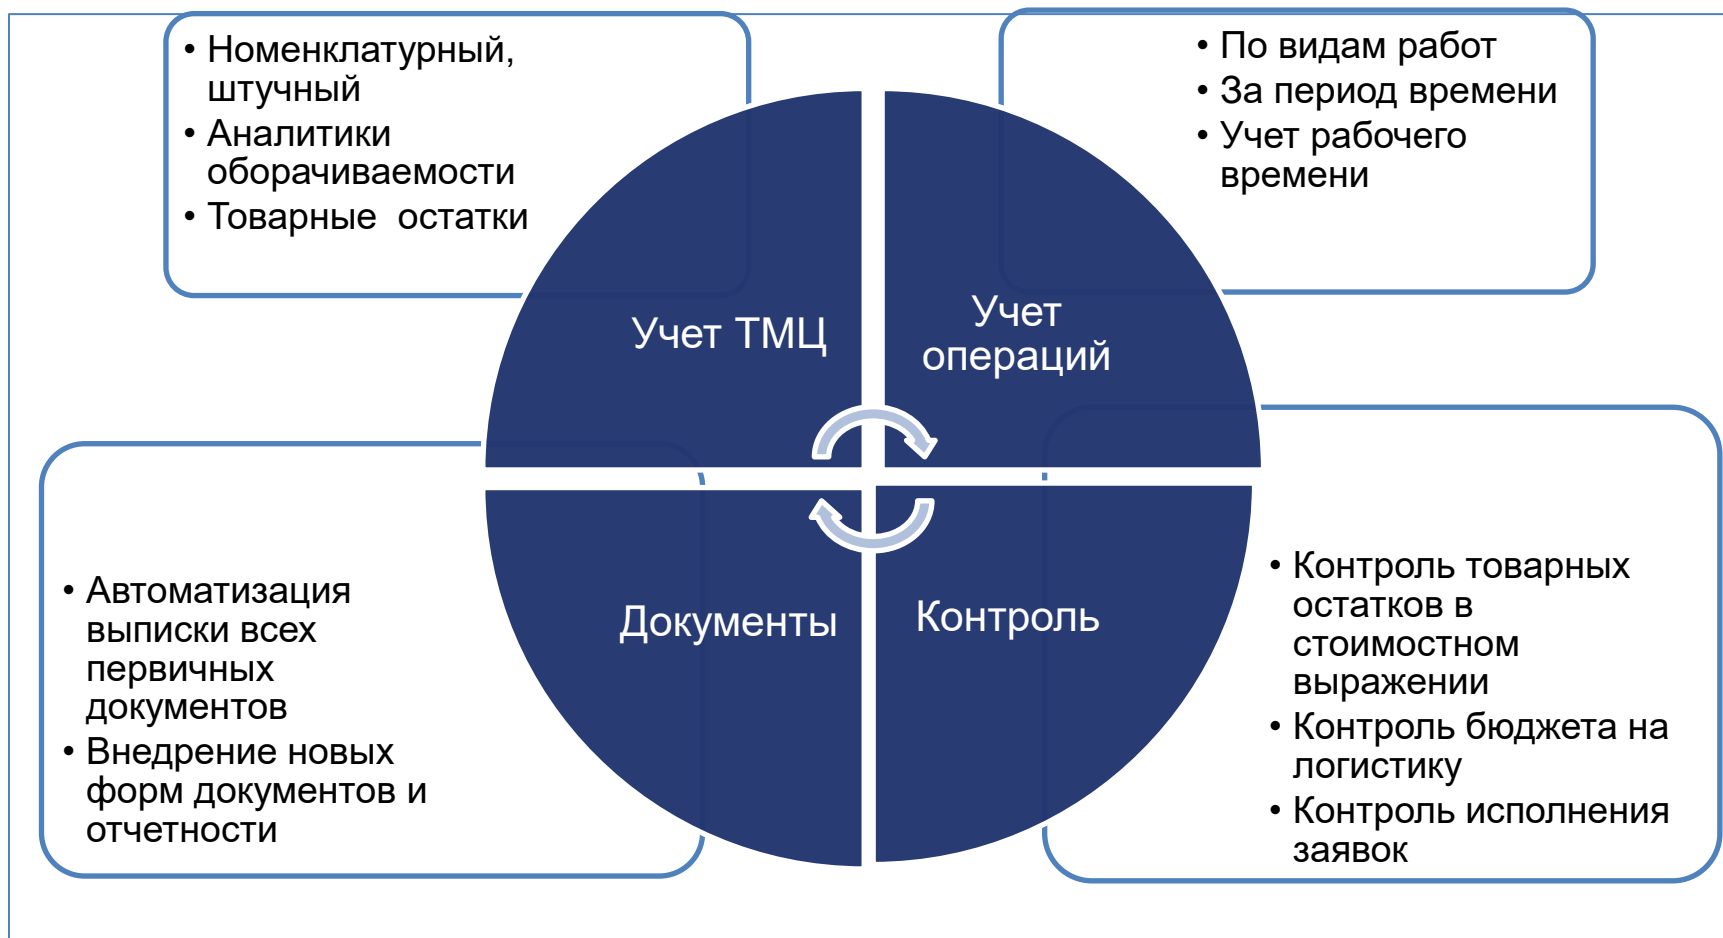 • Номенклатурный,
штучный
• Аналитики
оборачиваемости
• Товарные  остатки
• По видам работ
• За период времени
• Учет рабочего
времени
Учет ТМЦ
Учет
операций
Документы
Контроль
• Автоматизация
выписки всех
первичных
документов
• Внедрение новых
форм документов и
отчетности
• Контроль товарных
остатков в
стоимостном
выражении
• Контроль бюджета на
логистику
• Контроль исполнения
заявок